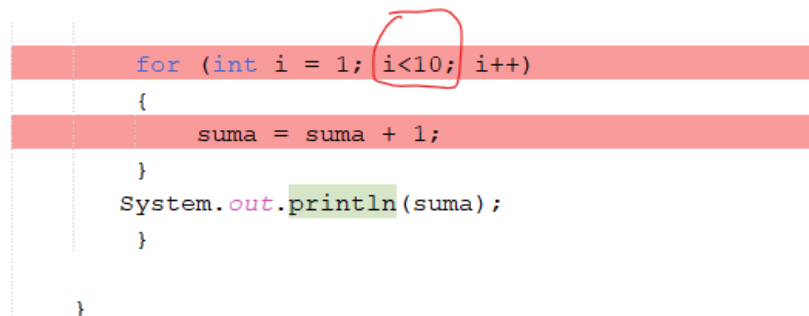 for (int i = 1; i<10; i++)
{
suma = suma + 1;
}
System.out.println(suma);
}
}